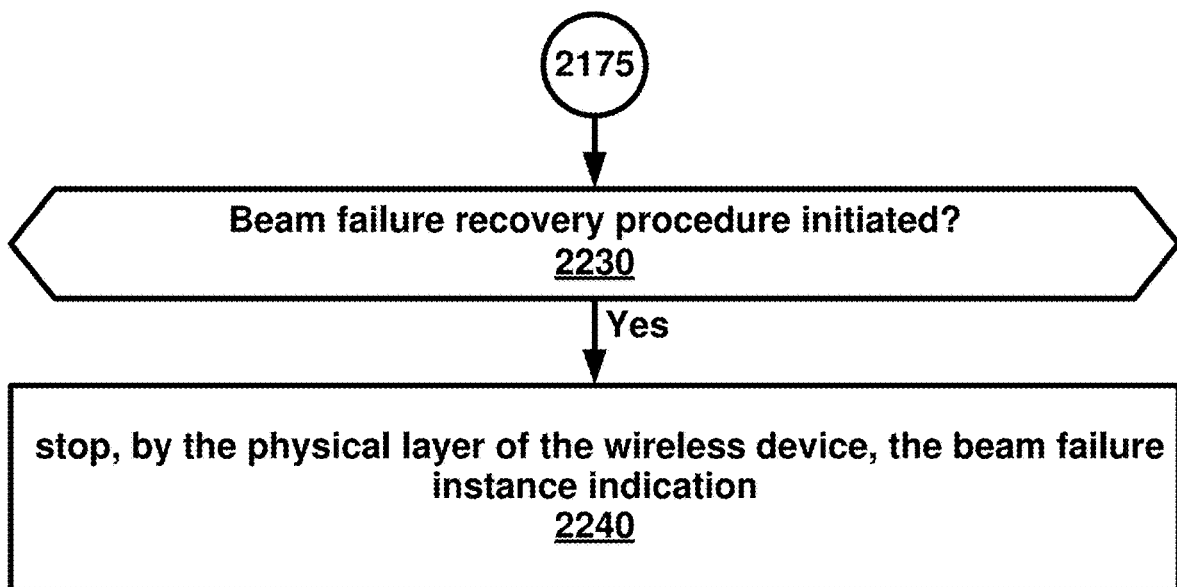 2175
Beam failure recovery procedure initiated?
2230
Yes
stop, by the physical layer of the wireless device, the beam failure
instance indication
2240